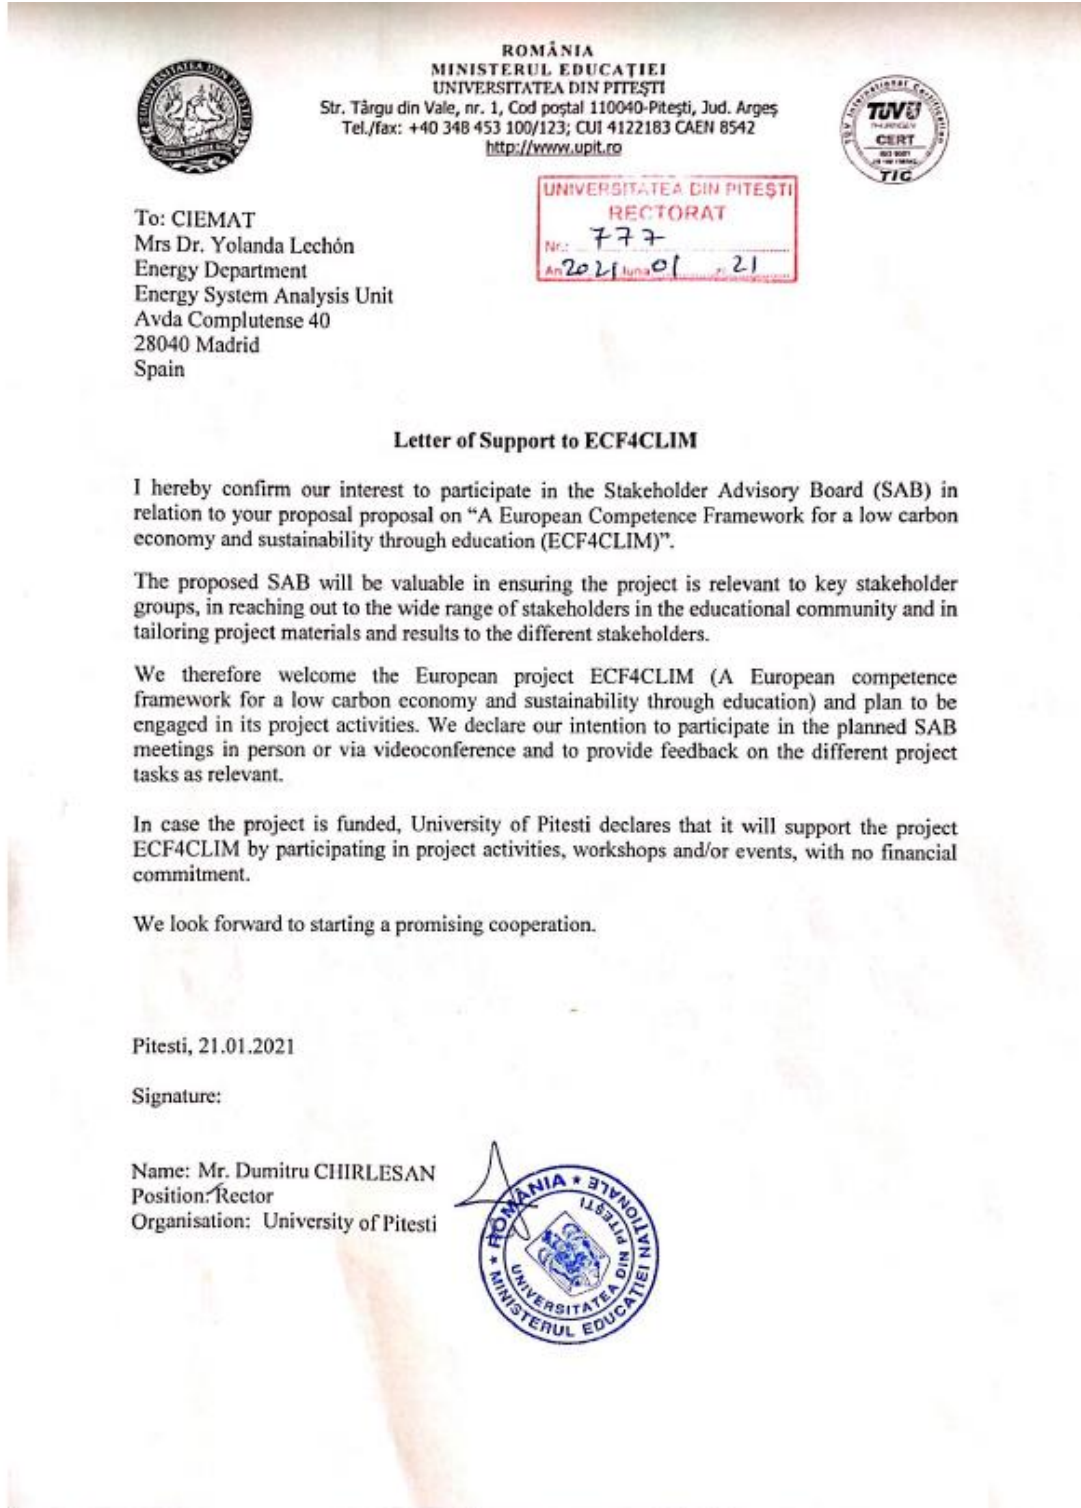 ROMÂNIA
MINISTERUL EDUCAȚIEI
UNIVERSITATEA DIN PITEȘTI
Str. Târgu din Vale, nr. 1, Cod poștal 110040-Pitești, Jud. Argeș
Tel./fax: +40 348 453 100/123; CUI 4122183 CAEN 8542
http://www.upit.ro
TÜV International Certification
TÜV
THÜRINGEN
CERT
ISO 9001
TIC
UNIVERSITATEA DIN PITEȘTI
RECTORAT
Nr.: 777
An 2021 luna 01 21
To: CIEMAT
Mrs Dr. Yolanda Lechón
Energy Department
Energy System Analysis Unit
Avda Complutense 40
28040 Madrid
Spain
Letter of Support to ECF4CLIM
I hereby confirm our interest to participate in the Stakeholder Advisory Board (SAB) in
relation to your proposal proposal on “A European Competence Framework for a low carbon
economy and sustainability through education (ECF4CLIM)”.
The proposed SAB will be valuable in ensuring the project is relevant to key stakeholder
groups, in reaching out to the wide range of stakeholders in the educational community and in
tailoring project materials and results to the different stakeholders.
We therefore welcome the European project ECF4CLIM (A European competence
framework for a low carbon economy and sustainability through education) and plan to be
engaged in its project activities. We declare our intention to participate in the planned SAB
meetings in person or via videoconference and to provide feedback on the different project
tasks as relevant.
In case the project is funded, University of Pitesti declares that it will support the project
ECF4CLIM by participating in project activities, workshops and/or events, with no financial
commitment.
We look forward to starting a promising cooperation.
Pitesti, 21.01.2021
Signature:
Name: Mr. Dumitru CHIRLESAN
Position: Rector
Organisation: University of Pitesti
ROMÂNIA * MINISTERUL EDUCAȚIEI NAȚIONALE *
UNIVERSITATEA DIN PITEȘTI